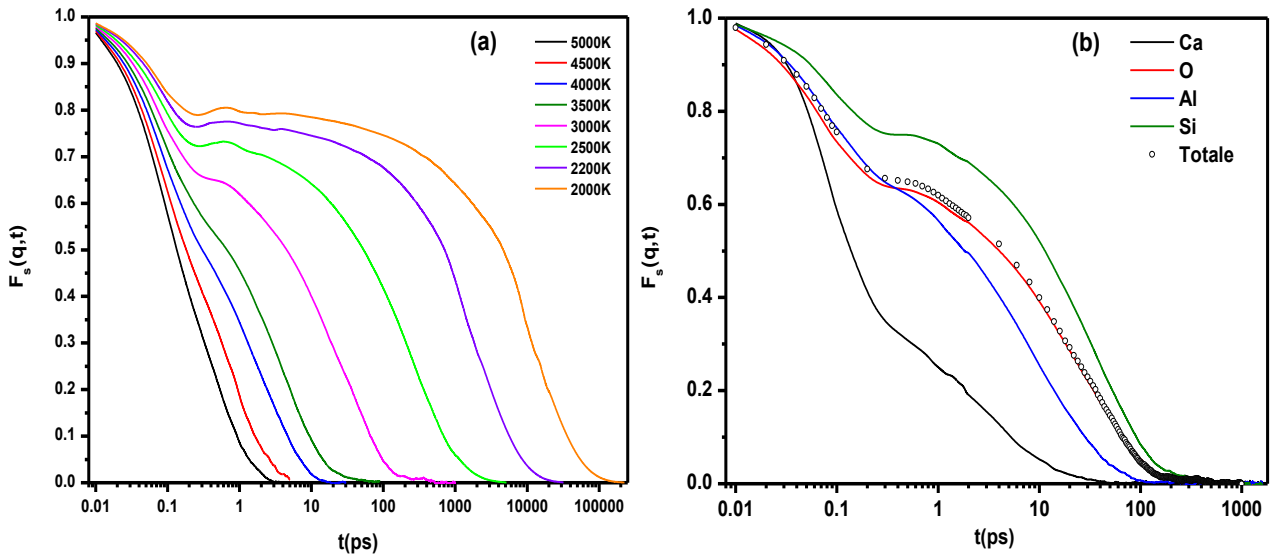 1.0
0.9
0.8
0.7
0.6
0.5
0.4
0.3
0.2
0.1
0.0
F_s(q,t)
(a)
5000K
4500K
4000K
3500K
3000K
2500K
2200K
2000K
0.01 0.1 1 10 100 1000 10000 100000
t(ps)
1.0
0.8
0.6
0.4
0.2
0.0
F_s(q,t)
(b)
Ca
O
Al
Si
Totale
0.01 0.1 1 10 100 1000
t(ps)